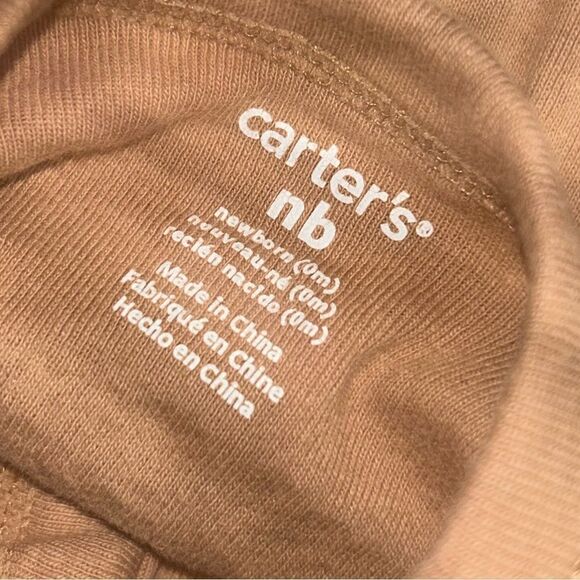 carter's®
nb
newborn (0m)
nouveau-né (0m)
recién nacido (0m)
Made in China
Fabriqué en Chine
Hecho en China